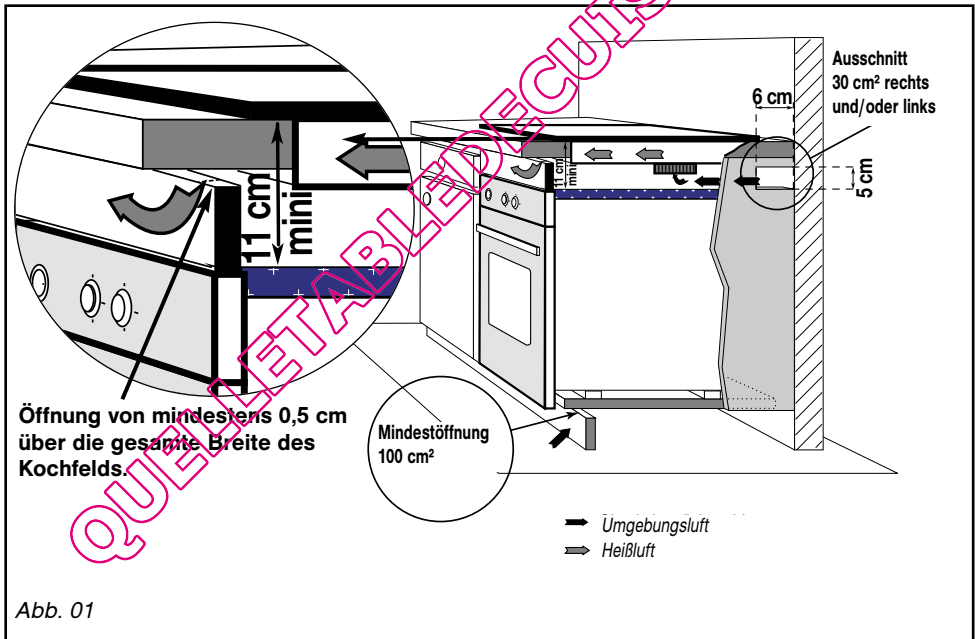 QUELLETABLEDECUIS
Ausschnitt
30 cm² rechts
und/oder links
6 cm
5 cm
11 cm
mini
11 cm
mini
Öffnung von mindestens 0,5 cm
über die gesamte Breite des
Kochfelds.
Mindestöffnung
100 cm²
Umgebungsluft
Heißluft
Abb. 01